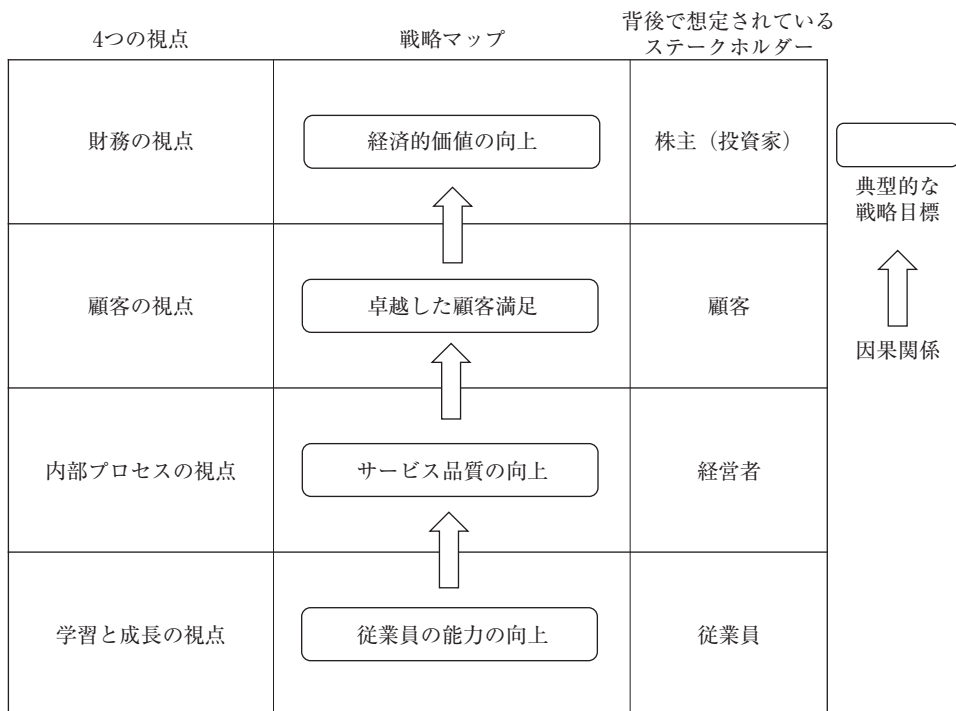 4つの視点
戦略マップ
背後で想定されている
ステークホルダー
財務の視点
経済的価値の向上
株主（投資家）
顧客の視点
卓越した顧客満足
顧客
内部プロセスの視点
サービス品質の向上
経営者
学習と成長の視点
従業員の能力の向上
従業員
典型的な
戦略目標
因果関係